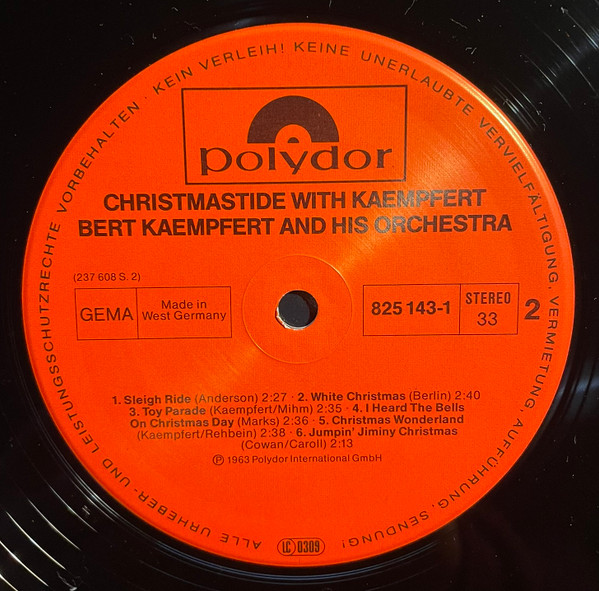 ALLE URHEBER- UND LEISTUNGSSCHUTZRECHTE VORBEHALTEN · KEIN VERLEIH! KEINE UNERLAUBTE VERVIELFÄLTIGUNG, VERMIETUNG, AUFFÜHRUNG, SENDUNG!
polydor
CHRISTMASTIDE WITH KAEMPFERT
BERT KAEMPFERT AND HIS ORCHESTRA
(237 608 S. 2)
GEMA
Made in
West Germany
825 143-1
STEREO
33
2
1. Sleigh Ride (Anderson) 2:27 · 2. White Christmas (Berlin) 2:40
3. Toy Parade (Kaempfert/Mihm) 2:35 · 4. I Heard The Bells
On Christmas Day (Marks) 2:36 · 5. Christmas Wonderland
(Kaempfert/Rehbein) 2:38 · 6. Jumpin' Jiminy Christmas
(Cowan/Caroll) 2:13
Ⓟ 1963 Polydor International GmbH
LC 0309